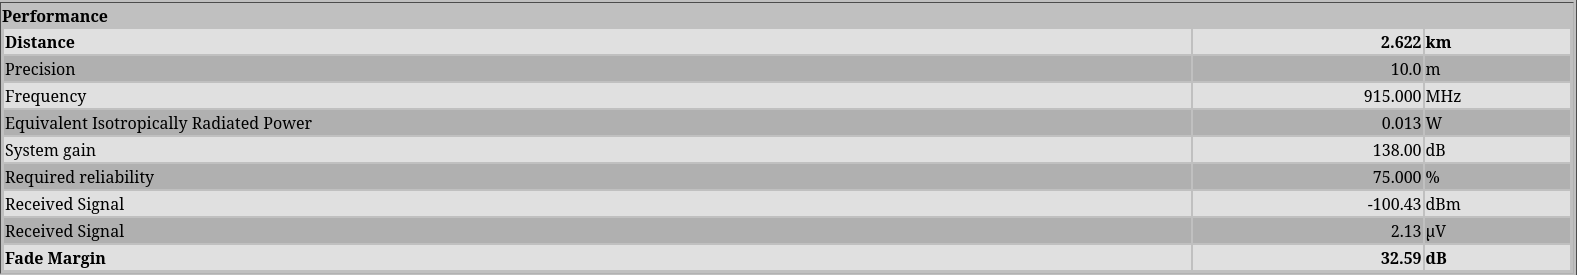 Performance
Distance 2.622 km
Precision 10.0 m
Frequency 915.000 MHz
Equivalent Isotropically Radiated Power 0.013 W
System gain 138.00 dB
Required reliability 75.000 %
Received Signal -100.43 dBm
Received Signal 2.13 µV
Fade Margin 32.59 dB